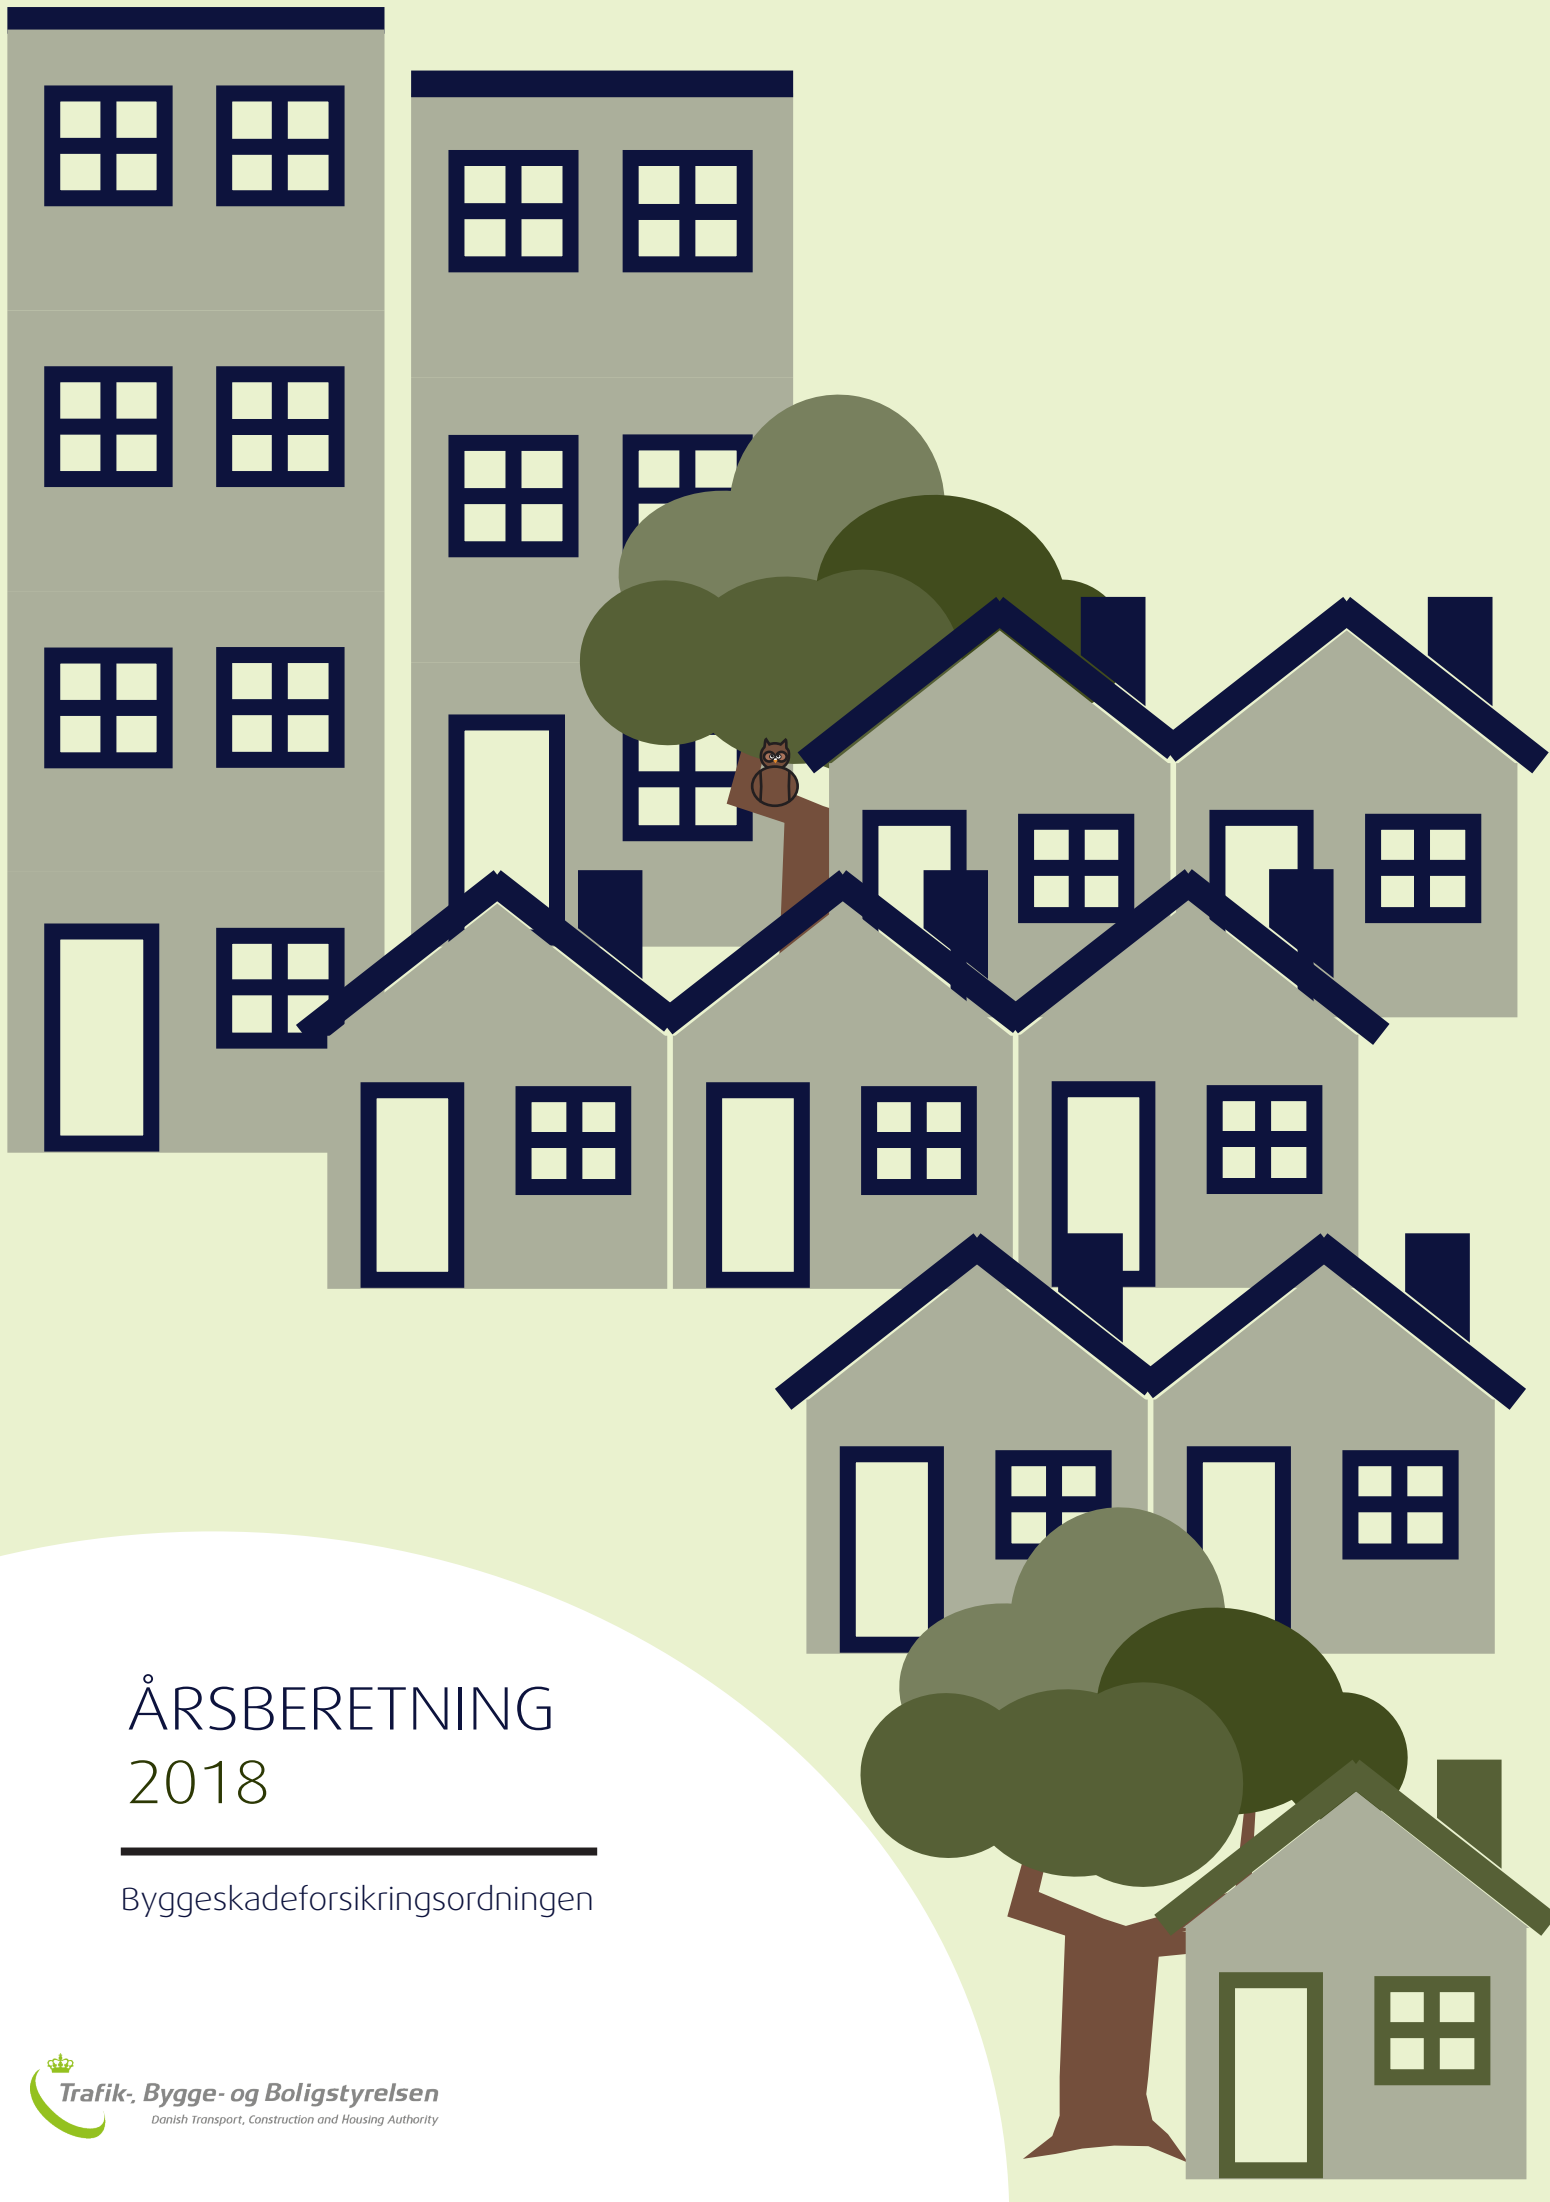 ÅRSBERETNING
2018
Byggeskadeforsikringsordningen
Trafik-, Bygge- og Boligstyrelsen
Danish Transport, Construction and Housing Authority